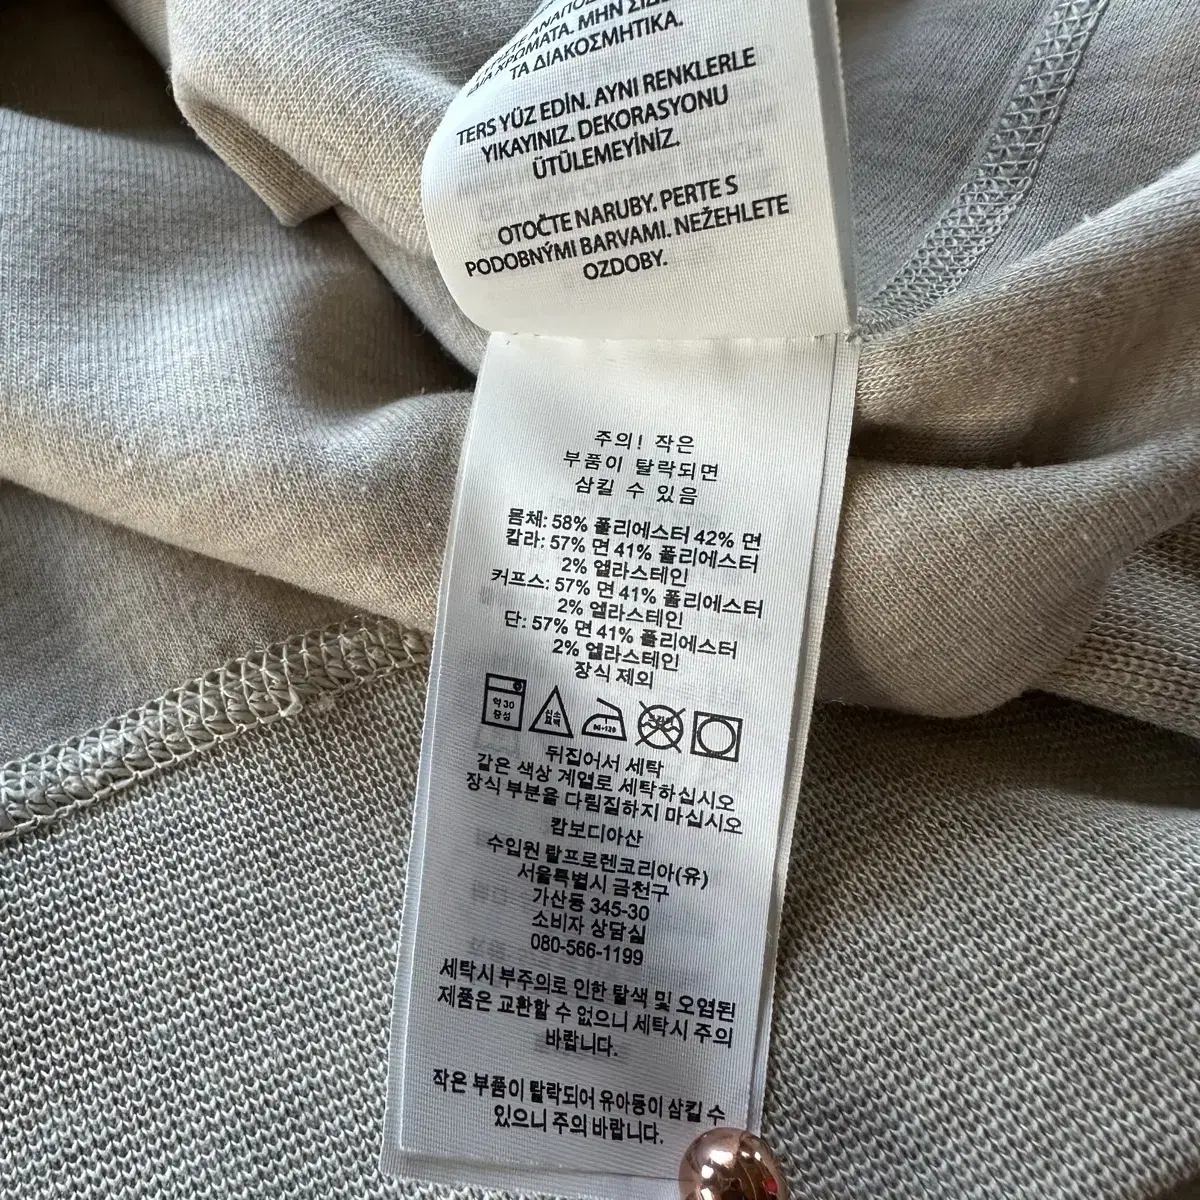 ΤΑ ΔΙΑΚΟΣΜΗΤΙΚΑ.
TERS YÜZ EDİN. AYNI RENKLERLE
YIKAYINIZ. DEKORASYONU
ÜTÜLEMEYİNİZ.
OTOČTE NARUBY. PERTE S
PODOBNÝMI BARVAMI. NEŽEHLETE
OZDOBY.
주의! 작은
부품이 탈락되면
삼킬 수 있음
몸체: 58% 폴리에스터 42% 면
칼라: 57% 면 41% 폴리에스터
2% 엘라스테인
커프스: 57% 면 41% 폴리에스터
2% 엘라스테인
단: 57% 면 41% 폴리에스터
2% 엘라스테인
장식 제외
약 30
중성
뒤집어서 세탁
같은 색상 계열로 세탁하십시오
장식 부분을 다림질하지 마십시오
캄보디아산
수입원 랄프로렌코리아(유)
서울특별시 금천구
가산동 345-30
소비자 상담실
080-566-1199
세탁시 부주의로 인한 탈색 및 오염된
제품은 교환할 수 없으니 세탁시 주의
바랍니다.
작은 부품이 탈락되어 유아등이 삼킬 수
있으니 주의 바랍니다.